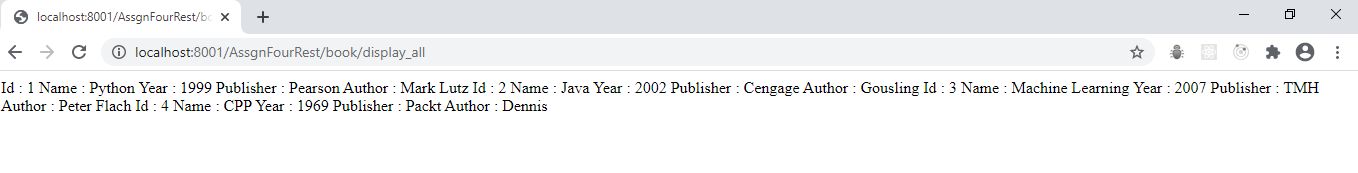 localhost:8001/AssgnFourRest/bo
localhost:8001/AssgnFourRest/book/display_all
Id : 1 Name : Python Year : 1999 Publisher : Pearson Author : Mark Lutz Id : 2 Name : Java Year : 2002 Publisher : Cengage Author : Gousling Id : 3 Name : Machine Learning Year : 2007 Publisher : TMH
Author : Peter Flach Id : 4 Name : CPP Year : 1969 Publisher : Packt Author : Dennis